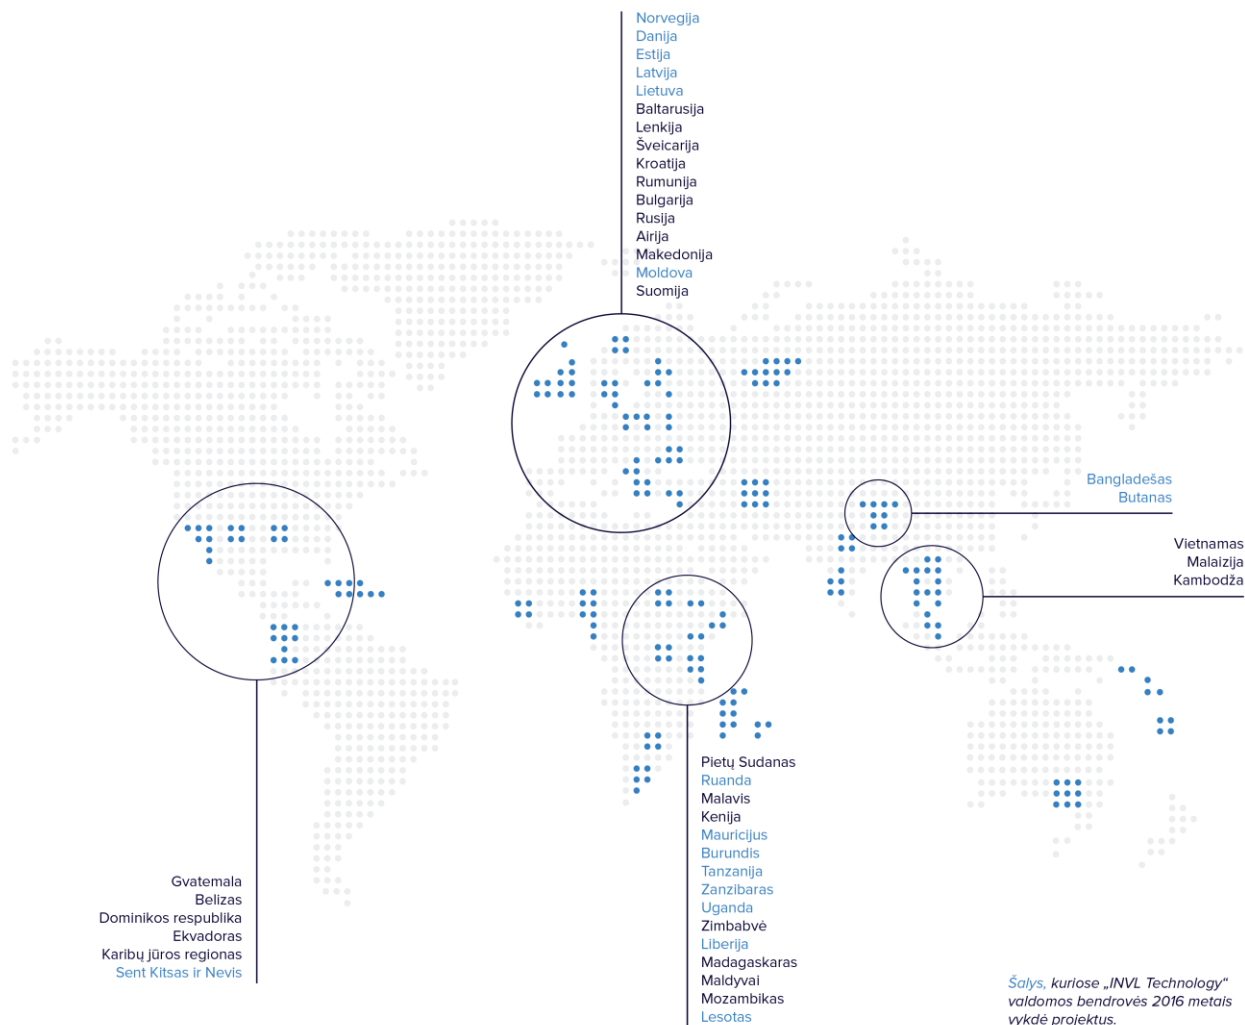 Norvegija
Danija
Estija
Latvija
Lietuva
Baltarusija
Lenkija
Šveicarija
Kroatija
Rumunija
Bulgarija
Rusija
Airija
Makedonija
Moldova
Suomija
Bangladešas
Butanas
Vietnamas
Malaizija
Kambodža
Pietų Sudanas
Ruanda
Malavis
Kenija
Mauricijus
Burundis
Tanzanija
Zanzibaras
Uganda
Zimbabvė
Liberija
Madagaskaras
Maldyvai
Mozambikas
Lesotas
Gvatemala
Belizas
Dominikos respublika
Ekvadoras
Karibų jūros regionas
Sent Kitsas ir Nevis
Šalys, kuriose „INVL Technology“
valdomos bendrovės 2016 metais
vykdė projektus.